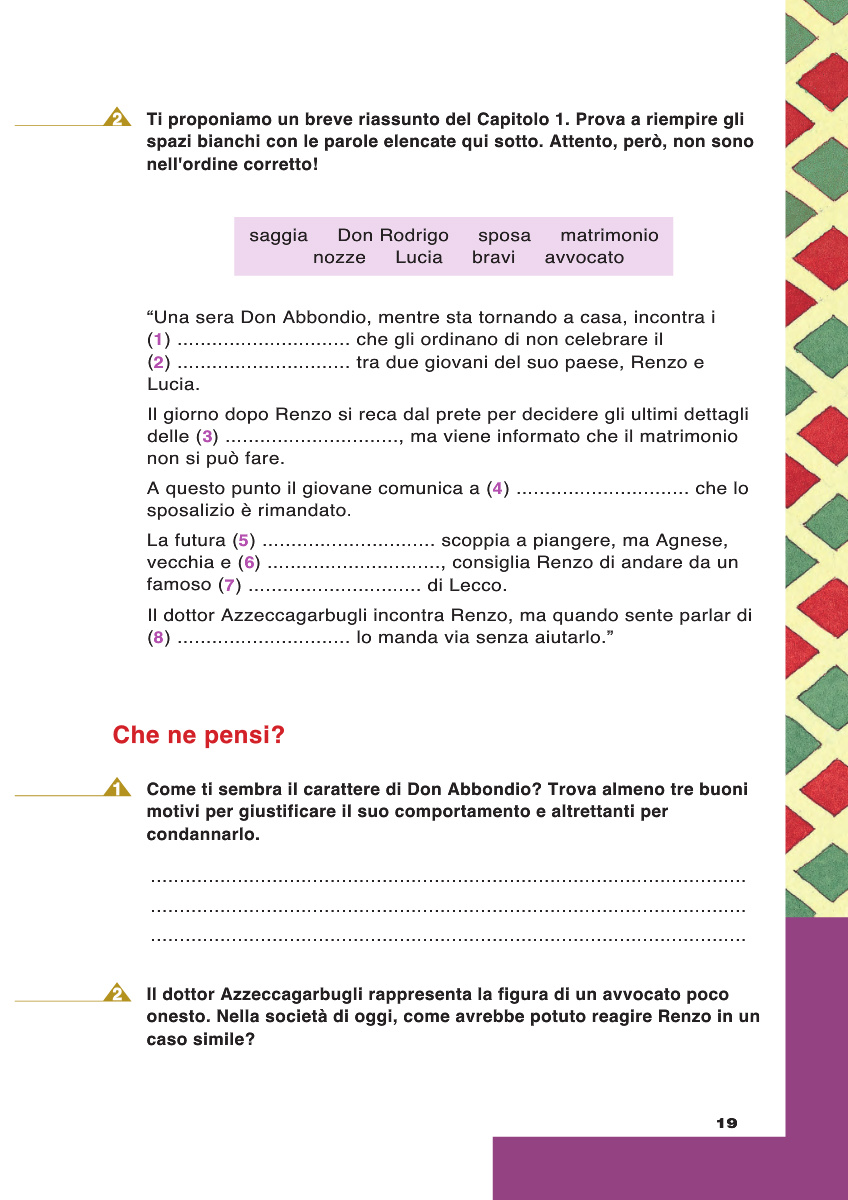 2 Ti proponiamo un breve riassunto del Capitolo 1. Prova a riempire gli
spazi bianchi con le parole elencate qui sotto. Attento, però, non sono
nell'ordine corretto!
saggia Don Rodrigo sposa matrimonio
nozze Lucia bravi avvocato
“Una sera Don Abbondio, mentre sta tornando a casa, incontra i
(1) .............................. che gli ordinano di non celebrare il
(2) .............................. tra due giovani del suo paese, Renzo e
Lucia.
Il giorno dopo Renzo si reca dal prete per decidere gli ultimi dettagli
delle (3) .............................., ma viene informato che il matrimonio
non si può fare.
A questo punto il giovane comunica a (4) .............................. che lo
sposalizio è rimandato.
La futura (5) .............................. scoppia a piangere, ma Agnese,
vecchia e (6) .............................., consiglia Renzo di andare da un
famoso (7) .............................. di Lecco.
Il dottor Azzeccagarbugli incontra Renzo, ma quando sente parlar di
(8) .............................. lo manda via senza aiutarlo.”
Che ne pensi?
1 Come ti sembra il carattere di Don Abbondio? Trova almeno tre buoni
motivi per giustificare il suo comportamento e altrettanti per
condannarlo.
.......................................................................................................
.......................................................................................................
.......................................................................................................
2 Il dottor Azzeccagarbugli rappresenta la figura di un avvocato poco
onesto. Nella società di oggi, come avrebbe potuto reagire Renzo in un
caso simile?
19